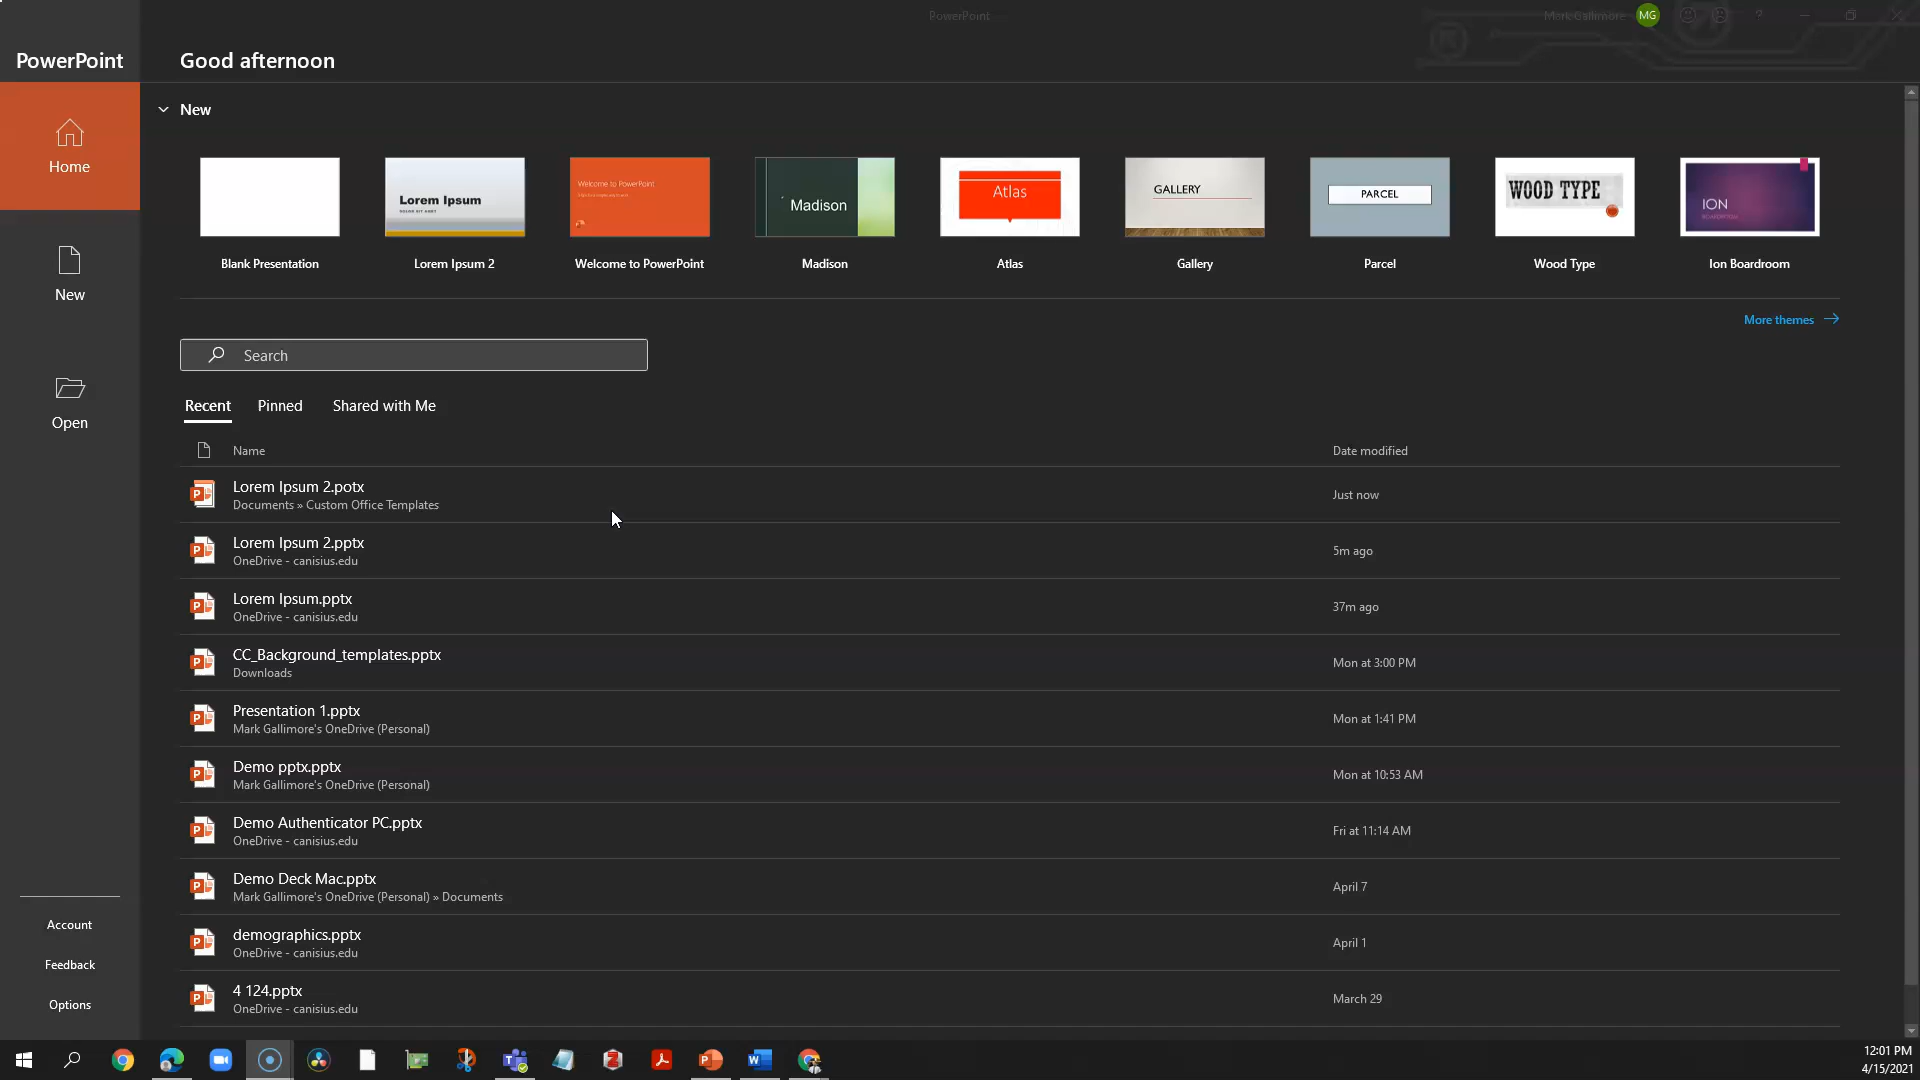 PowerPoint
Mark Gallimore MG
PowerPoint
Good afternoon
New
Home
New
Open
Account
Feedback
Options
Lorem Ipsum
Welcome to PowerPoint
Madison
Atlas
GALLERY
PARCEL
WOOD TYPE
ION
Blank Presentation
Lorem Ipsum 2
Welcome to PowerPoint
Madison
Atlas
Gallery
Parcel
Wood Type
Ion Boardroom
More themes
Search
Recent Pinned Shared with Me
Name Date modified
Lorem Ipsum 2.potx
Documents » Custom Office Templates
Just now
Lorem Ipsum 2.pptx
OneDrive - canisius.edu
5m ago
Lorem Ipsum.pptx
OneDrive - canisius.edu
37m ago
CC_Background_templates.pptx
Downloads
Mon at 3:00 PM
Presentation 1.pptx
Mark Gallimore's OneDrive (Personal)
Mon at 1:41 PM
Demo pptx.pptx
Mark Gallimore's OneDrive (Personal)
Mon at 10:53 AM
Demo Authenticator PC.pptx
OneDrive - canisius.edu
Fri at 11:14 AM
Demo Deck Mac.pptx
Mark Gallimore's OneDrive (Personal) » Documents
April 7
demographics.pptx
OneDrive - canisius.edu
April 1
4 124.pptx
OneDrive - canisius.edu
March 29
12:01 PM
4/15/2021